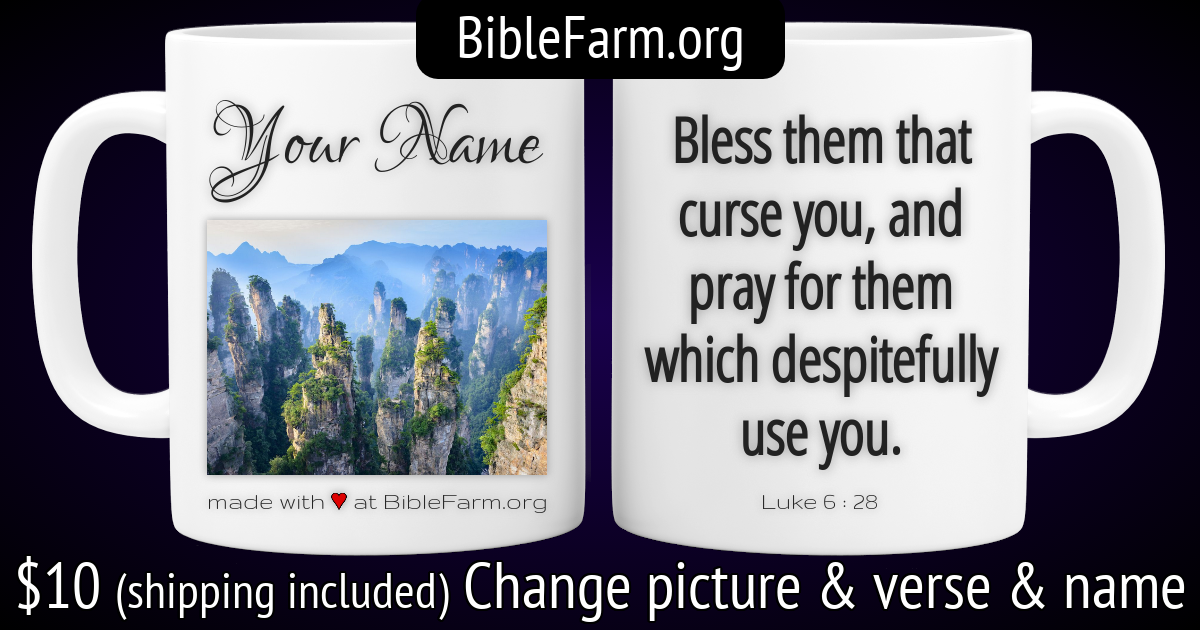 BibleFarm.org
Your Name
made with ♥ at BibleFarm.org
Bless them that
curse you, and
pray for them
which despitefully
use you.
Luke 6 : 28
$10 (shipping included) Change picture & verse & name